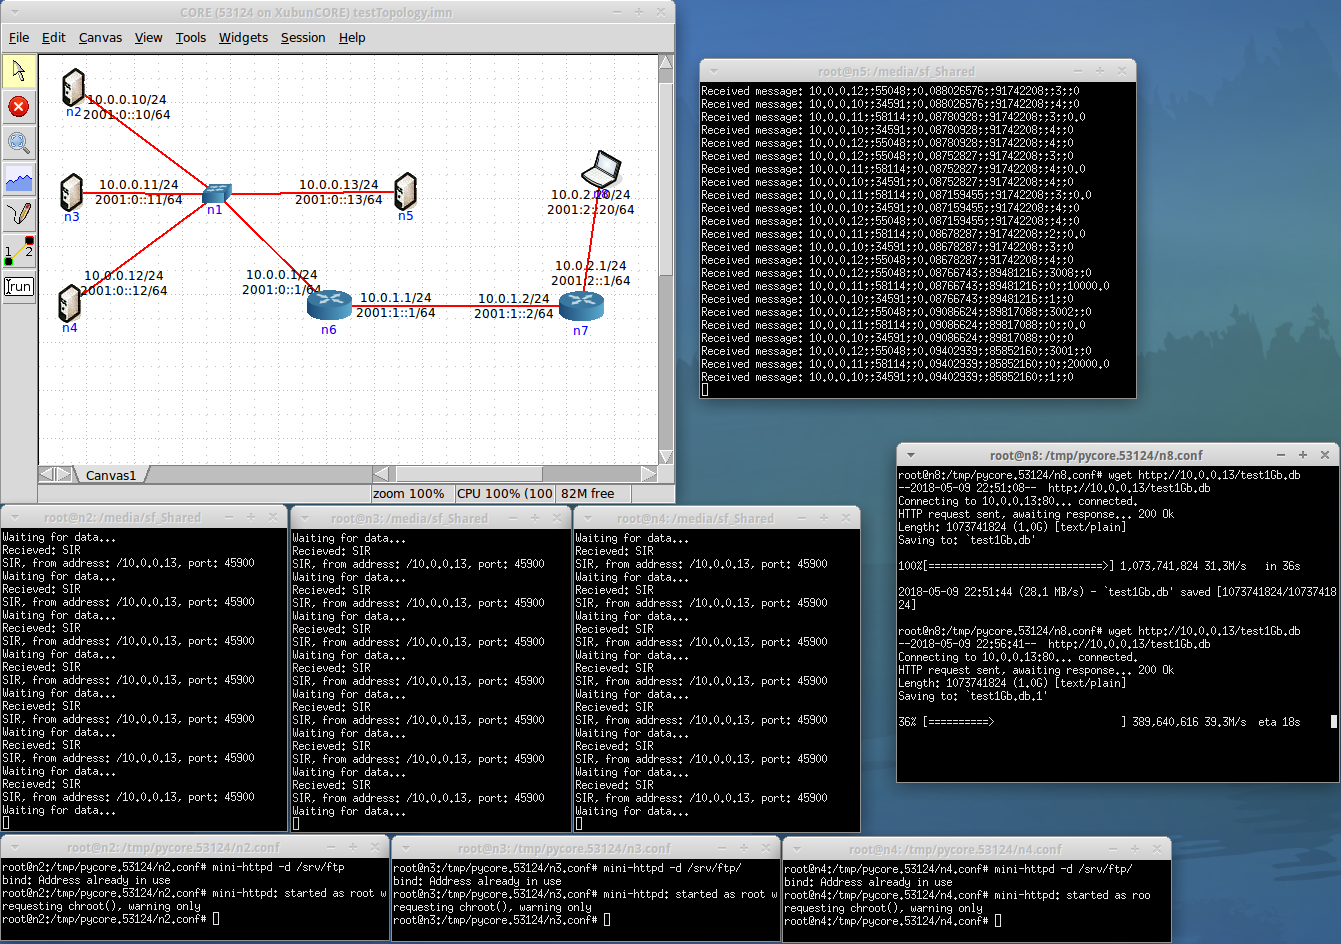 CORE (53124 on XubunCORE) testTopology.imn
File Edit Canvas View Tools Widgets Session Help
10.0.0.10/24
n2
2001:0::10/64
10.0.0.11/24
2001:0::11/64
n3
n1
10.0.0.13/24
2001:0::13/64
n5
10.0.2.20/24
2001:2::20/64
10.0.0.12/24
2001:0::12/64
n4
10.0.0.1/24
2001:0::1/64
n6
10.0.1.1/24
2001:1::1/64
10.0.1.2/24
2001:1::2/64
10.0.2.1/24
2001:2::1/64
n7
1 2
run
Canvas1
zoom 100% CPU 100% (100 82M free
root@n5: /media/sf_Shared
Received message: 10.0.0.12;;55048;;0.088026576;;91742208;;3;;0
Received message: 10.0.0.10;;34591;;0.088026576;;91742208;;4;;0
Received message: 10.0.0.11;;58114;;0.08780928;;91742208;;3;;0.0
Received message: 10.0.0.10;;34591;;0.08780928;;91742208;;4;;0
Received message: 10.0.0.12;;55048;;0.08780928;;91742208;;4;;0
Received message: 10.0.0.12;;55048;;0.08752827;;91742208;;3;;0
Received message: 10.0.0.11;;58114;;0.08752827;;91742208;;4;;0.0
Received message: 10.0.0.10;;34591;;0.08752827;;91742208;;4;;0
Received message: 10.0.0.11;;58114;;0.087159455;;91742208;;3;;0.0
Received message: 10.0.0.10;;34591;;0.087159455;;91742208;;4;;0
Received message: 10.0.0.12;;55048;;0.087159455;;91742208;;4;;0
Received message: 10.0.0.11;;58114;;0.08678287;;91742208;;2;;0.0
Received message: 10.0.0.10;;34591;;0.08678287;;91742208;;3;;0
Received message: 10.0.0.12;;55048;;0.08678287;;91742208;;4;;0
Received message: 10.0.0.12;;55048;;0.08766743;;89481216;;3008;;0
Received message: 10.0.0.11;;58114;;0.08766743;;89481216;;0;;10000.0
Received message: 10.0.0.10;;34591;;0.08766743;;89481216;;1;;0
Received message: 10.0.0.12;;55048;;0.09086624;;89817088;;3002;;0
Received message: 10.0.0.11;;58114;;0.09086624;;89817088;;0;;0.0
Received message: 10.0.0.10;;34591;;0.09086624;;89817088;;0;;0
Received message: 10.0.0.12;;55048;;0.09402939;;85852160;;3001;;0
Received message: 10.0.0.11;;58114;;0.09402939;;85852160;;0;;20000.0
Received message: 10.0.0.10;;34591;;0.09402939;;85852160;;1;;0
root@n8: /tmp/pycore.53124/n8.conf
root@n8:/tmp/pycore.53124/n8.conf# wget http://10.0.0.13/test1Gb.db
--2018-05-09 22:51:08-- http://10.0.0.13/test1Gb.db
Connecting to 10.0.0.13:80... connected.
HTTP request sent, awaiting response... 200 Ok
Length: 1073741824 (1.0G) [text/plain]
Saving to: `test1Gb.db'
100%[==============================>] 1,073,741,824 31.3M/s in 36s
2018-05-09 22:51:44 (28.1 MB/s) - `test1Gb.db' saved [1073741824/10737418
24]
root@n8:/tmp/pycore.53124/n8.conf# wget http://10.0.0.13/test1Gb.db
--2018-05-09 22:56:41-- http://10.0.0.13/test1Gb.db
Connecting to 10.0.0.13:80... connected.
HTTP request sent, awaiting response... 200 Ok
Length: 1073741824 (1.0G) [text/plain]
Saving to: `test1Gb.db.1'
36% [==========> ] 389,640,616 39.3M/s eta 18s
root@n2: /media/sf_Shared
Waiting for data...
Recieved: SIR
SIR, from address: /10.0.0.13, port: 45900
Waiting for data...
Recieved: SIR
SIR, from address: /10.0.0.13, port: 45900
Waiting for data...
Recieved: SIR
SIR, from address: /10.0.0.13, port: 45900
Waiting for data...
Recieved: SIR
SIR, from address: /10.0.0.13, port: 45900
Waiting for data...
Recieved: SIR
SIR, from address: /10.0.0.13, port: 45900
Waiting for data...
Recieved: SIR
SIR, from address: /10.0.0.13, port: 45900
Waiting for data...
Recieved: SIR
SIR, from address: /10.0.0.13, port: 45900
Waiting for data...
root@n3: /media/sf_Shared
Waiting for data...
Recieved: SIR
SIR, from address: /10.0.0.13, port: 45900
Waiting for data...
Recieved: SIR
SIR, from address: /10.0.0.13, port: 45900
Waiting for data...
Recieved: SIR
SIR, from address: /10.0.0.13, port: 45900
Waiting for data...
Recieved: SIR
SIR, from address: /10.0.0.13, port: 45900
Waiting for data...
Recieved: SIR
SIR, from address: /10.0.0.13, port: 45900
Waiting for data...
Recieved: SIR
SIR, from address: /10.0.0.13, port: 45900
Waiting for data...
Recieved: SIR
SIR, from address: /10.0.0.13, port: 45900
Waiting for data...
root@n4: /media/sf_Shared
Waiting for data...
Recieved: SIR
SIR, from address: /10.0.0.13, port: 45900
Waiting for data...
Recieved: SIR
SIR, from address: /10.0.0.13, port: 45900
Waiting for data...
Recieved: SIR
SIR, from address: /10.0.0.13, port: 45900
Waiting for data...
Recieved: SIR
SIR, from address: /10.0.0.13, port: 45900
Waiting for data...
Recieved: SIR
SIR, from address: /10.0.0.13, port: 45900
Waiting for data...
Recieved: SIR
SIR, from address: /10.0.0.13, port: 45900
Waiting for data...
Recieved: SIR
SIR, from address: /10.0.0.13, port: 45900
Waiting for data...
root@n2: /tmp/pycore.53124/n2.conf
root@n2:/tmp/pycore.53124/n2.conf# mini-httpd -d /srv/ftp
bind: Address already in use
root@n2:/tmp/pycore.53124/n2.conf# mini-httpd: started as root w
requesting chroot(), warning only
root@n2:/tmp/pycore.53124/n2.conf#
root@n3: /tmp/pycore.53124/n3.conf
root@n3:/tmp/pycore.53124/n3.conf# mini-httpd -d /srv/ftp/
bind: Address already in use
root@n3:/tmp/pycore.53124/n3.conf# mini-httpd: started as root w
requesting chroot(), warning only
root@n3:/tmp/pycore.53124/n3.conf#
root@n4: /tmp/pycore.53124/n4.conf
root@n4:/tmp/pycore.53124/n4.conf# mini-httpd -d /srv/ftp/
bind: Address already in use
root@n4:/tmp/pycore.53124/n4.conf# mini-httpd: started as roo
requesting chroot(), warning only
root@n4:/tmp/pycore.53124/n4.conf#